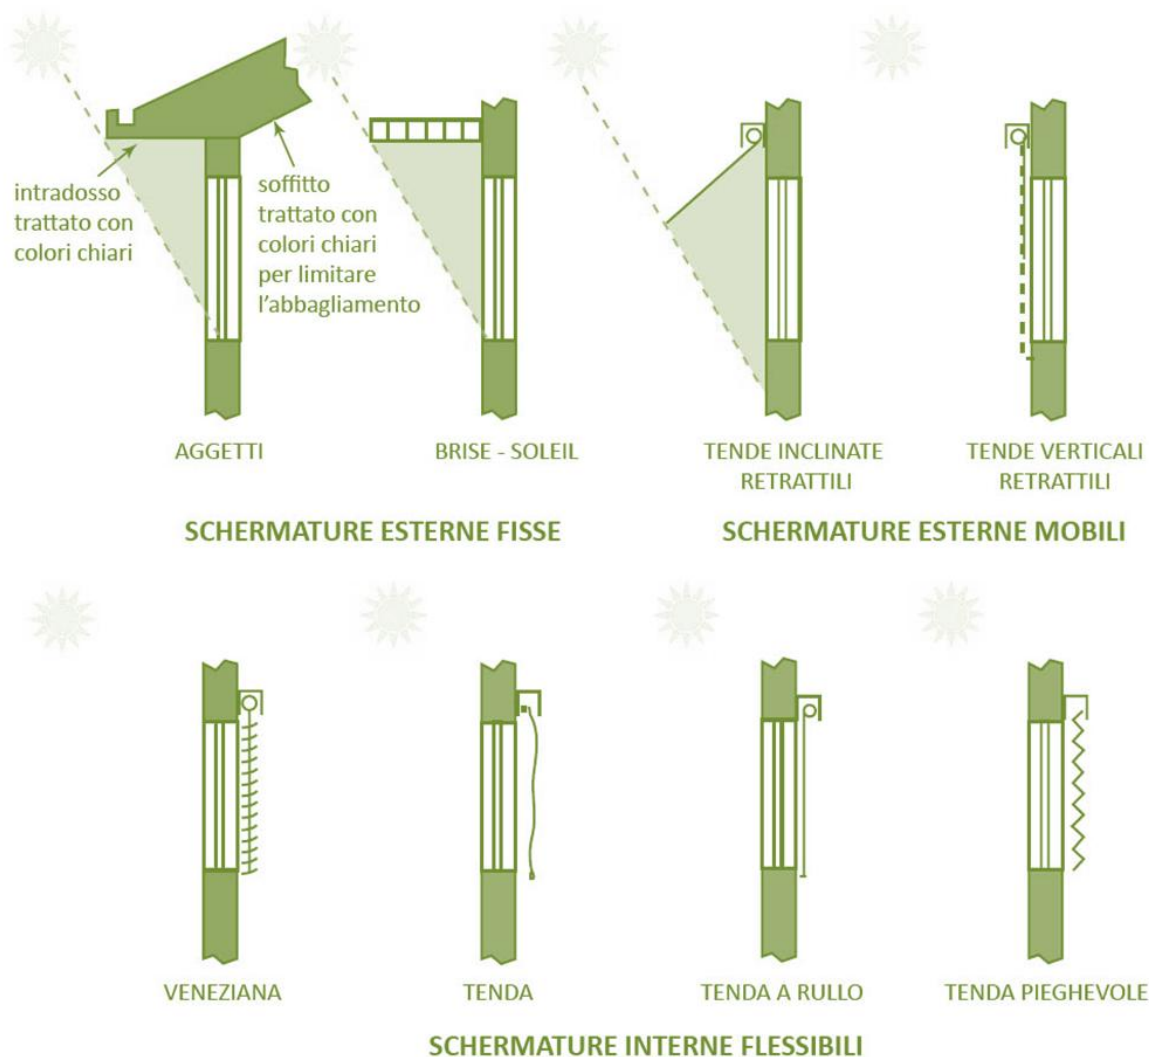 intradosso
trattato con
colori chiari
soffitto
trattato con
colori chiari
per limitare
l'abbagliamento
AGGETTI
BRISE - SOLEIL
TENDE INCLINATE
RETRATTILI
TENDE VERTICALI
RETRATTILI
SCHERMATURE ESTERNE FISSE
SCHERMATURE ESTERNE MOBILI
VENEZIANA
TENDA
TENDA A RULLO
TENDA PIEGHEVOLE
SCHERMATURE INTERNE FLESSIBILI